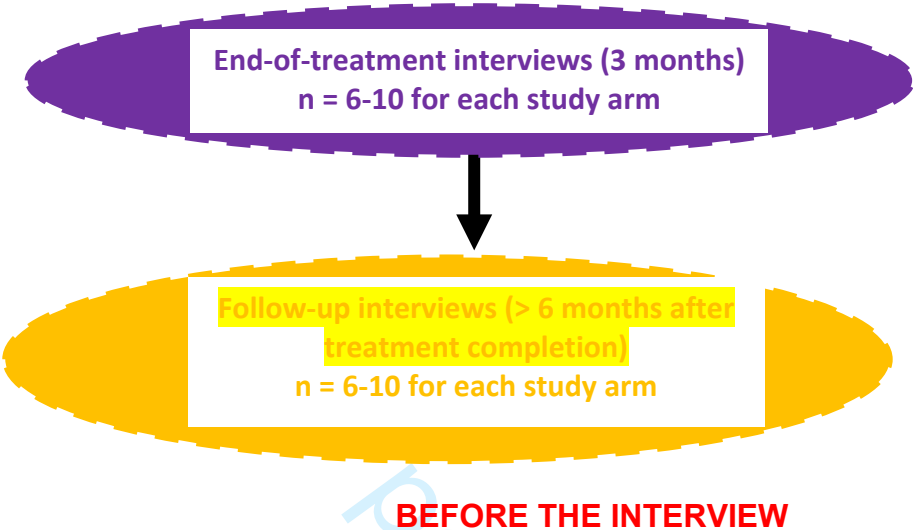 End-of-treatment interviews (3 months)
n = 6-10 for each study arm
Follow-up interviews (> 6 months after
treatment completion)
n = 6-10 for each study arm
BEFORE THE INTERVIEW